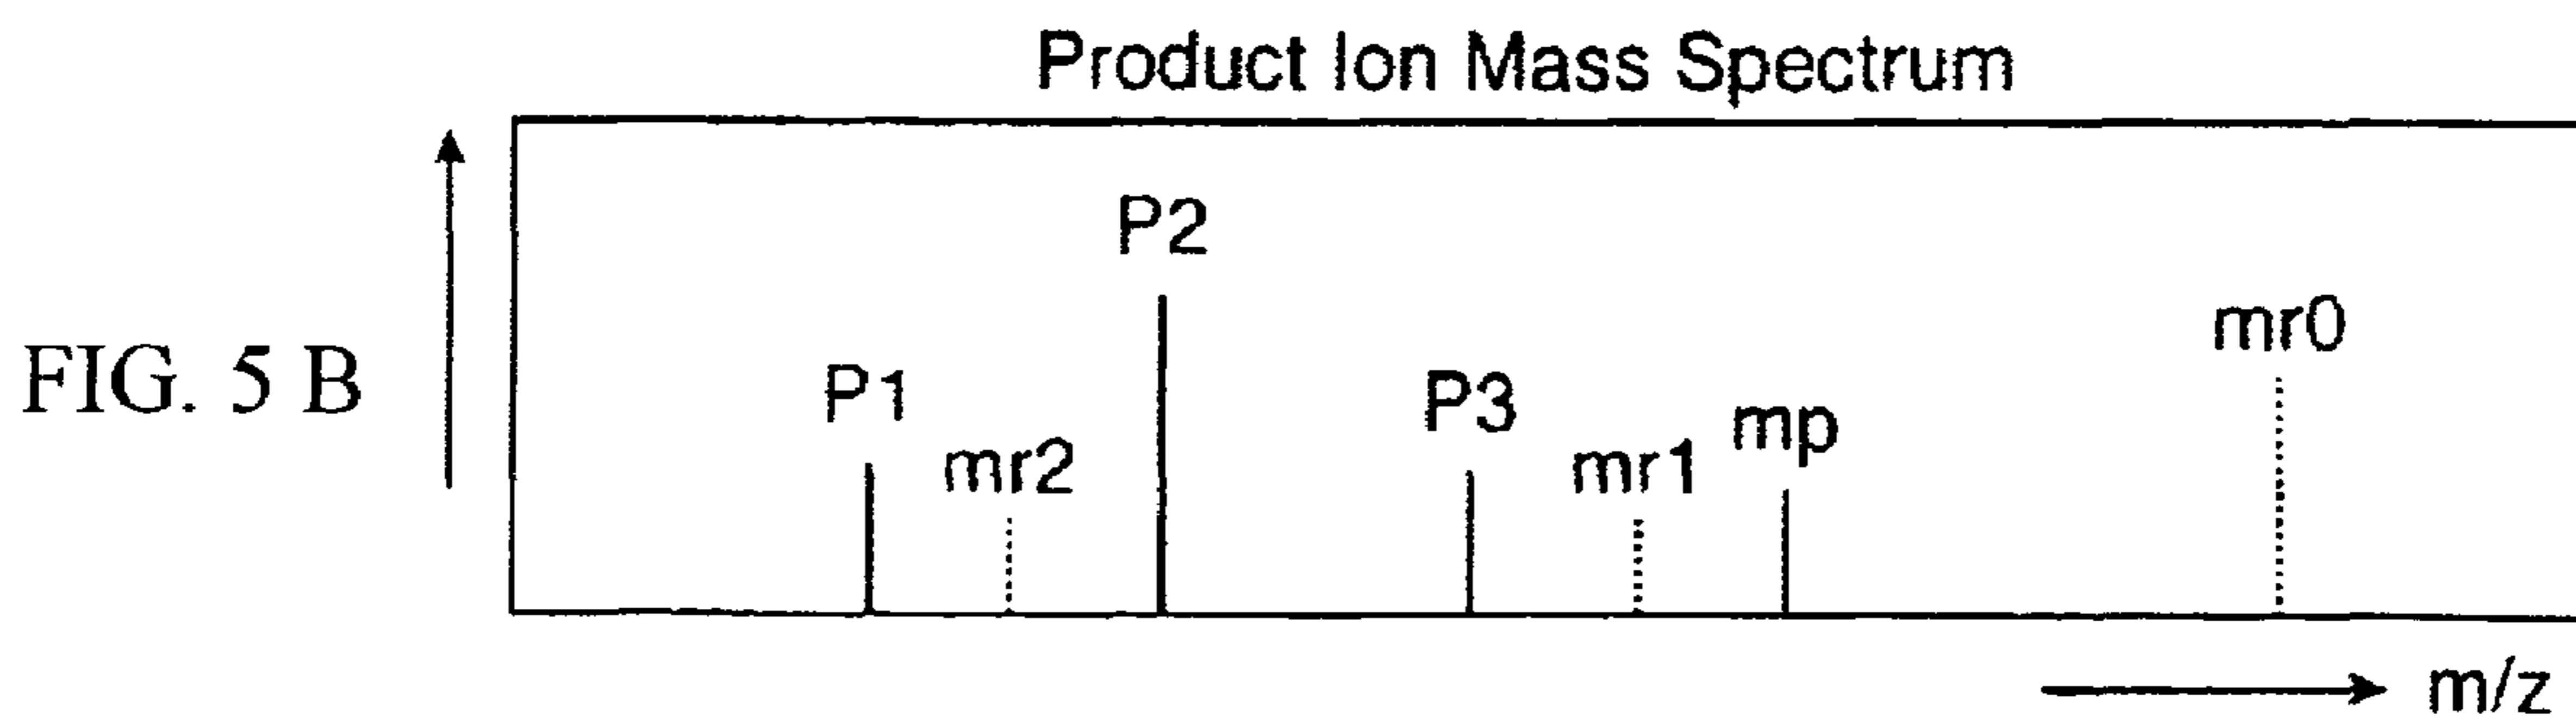 Product Ion Mass Spectrum
FIG. 5 B
P1
mr2
P2
P3
mr1
mp
mr0
m/z